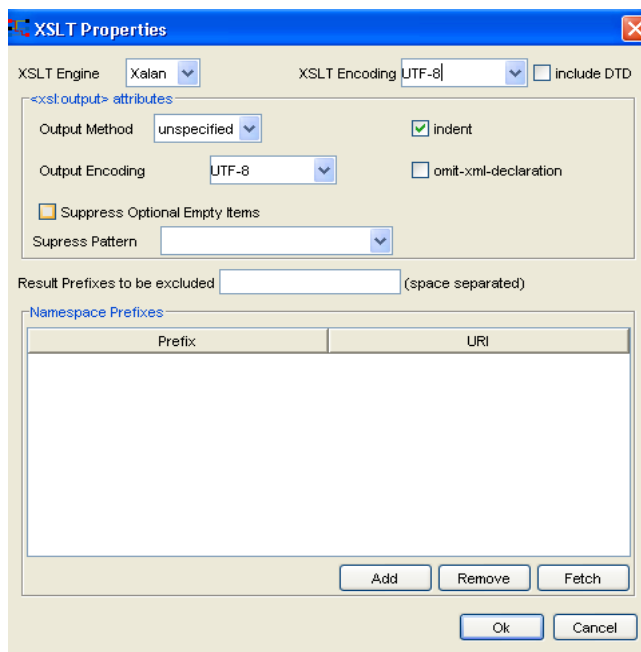 XSLT Properties
XSLT Engine Xalan XSLT Encoding UTF-8 include DTD
<xsl:output> attributes
Output Method unspecified indent
Output Encoding UTF-8 omit-xml-declaration
Suppress Optional Empty Items
Supress Pattern
Result Prefixes to be excluded (space separated)
Namespace Prefixes
Prefix URI
Add Remove Fetch
Ok Cancel